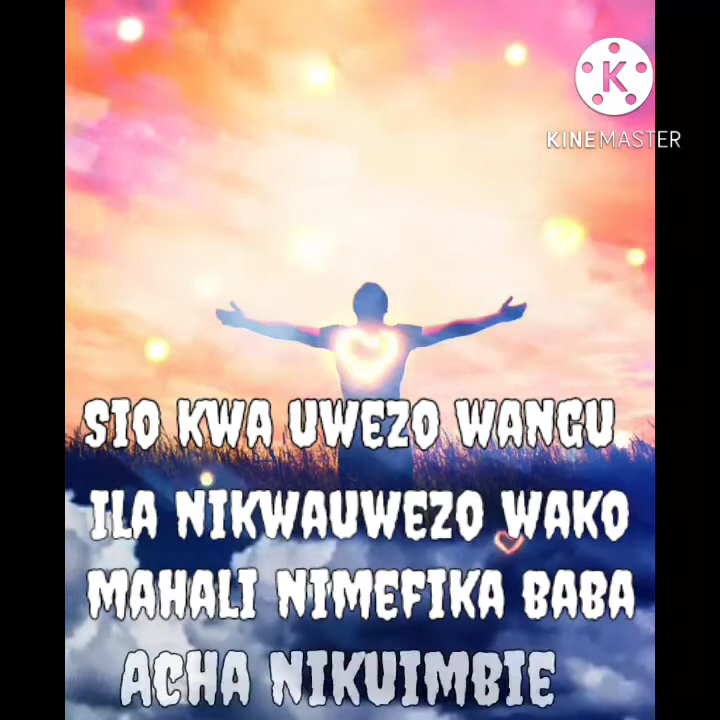 K
KINEMASTER
SIO KWA UWEZO WANGU
ILA NIKWAUWEZO WAKO
MAHALI NIMEFIKA BABA
ACHA NIKUIMBIE